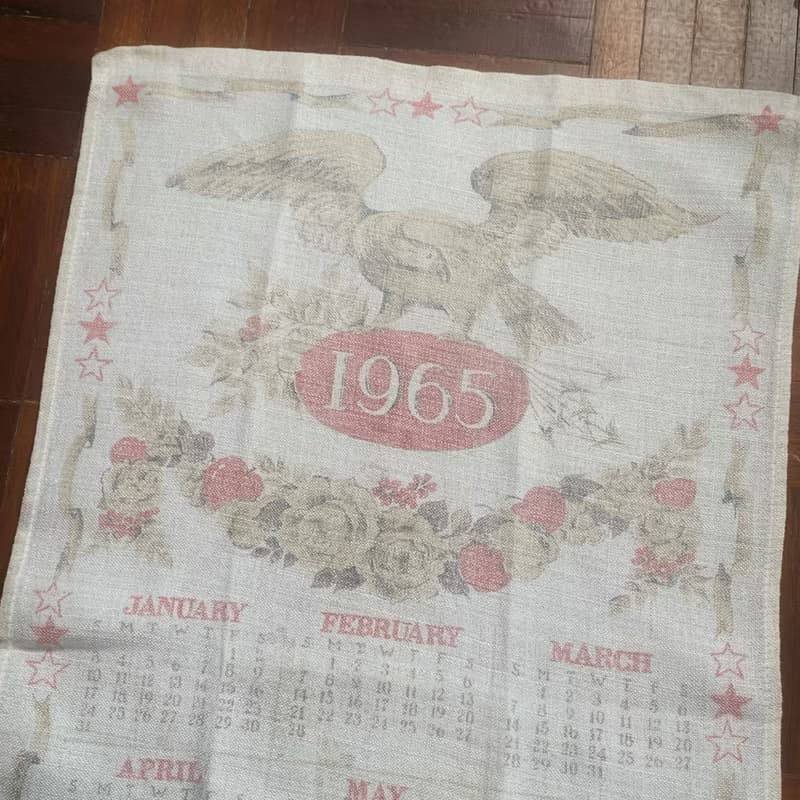 1965
JANUARY
S M T W T F S
1 2
3 4 5 6 7 8 9
10 11 12 13 14 15 16
17 18 19 20 21 22 23
24 25 26 27 28 29 30
31
FEBRUARY
S M T W T F S
1 2 3 4 5 6
7 8 9 10 11 12 13
14 15 16 17 18 19 20
21 22 23 24 25 26 27
28
MARCH
S M T W T F S
1 2 3 4 5 6
7 8 9 10 11 12 13
14 15 16 17 18 19 20
21 22 23 24 25 26 27
28 29 30 31
APRIL
S M T W T F S
MAY